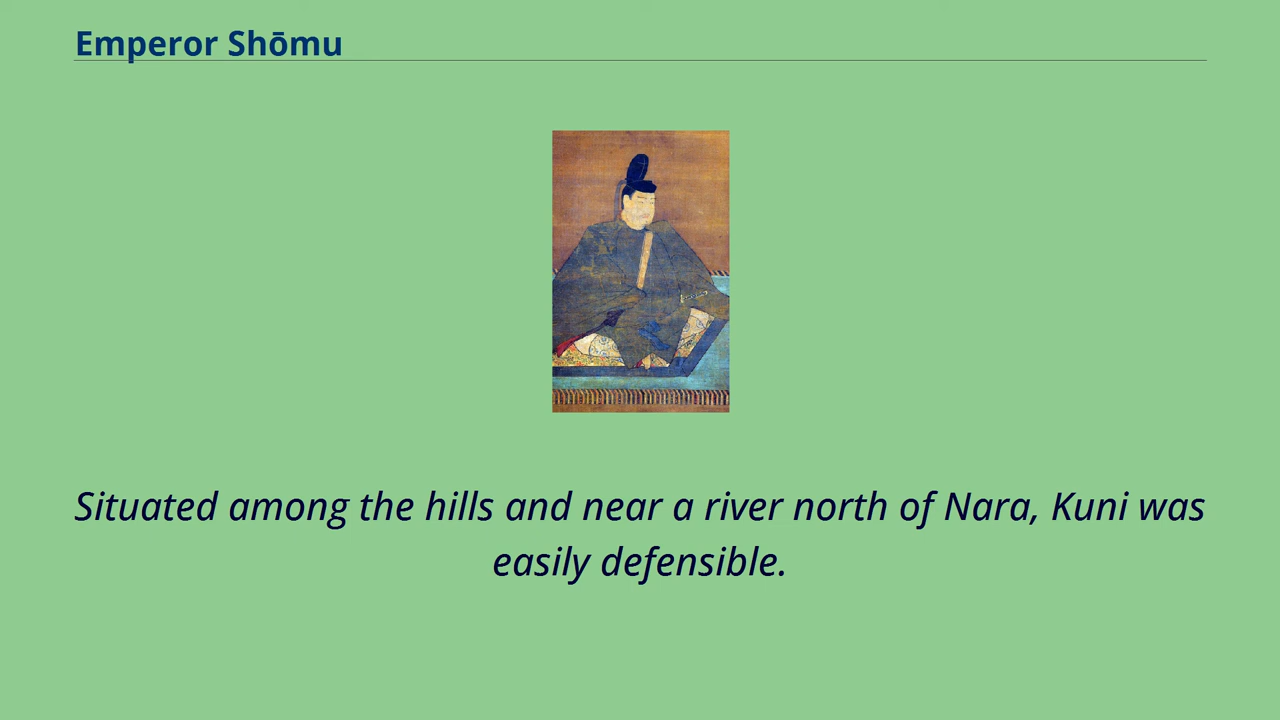 Emperor Shōmu
Situated among the hills and near a river north of Nara, Kuni was
easily defensible.